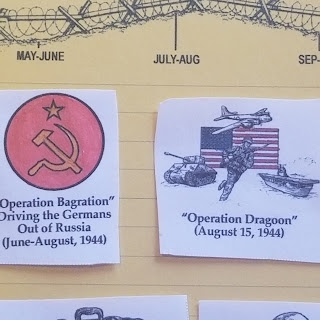 MAY-JUNE
JULY-AUG
SEP-
Operation Bagration"
Driving the Germans
Out of Russia
(June-August, 1944)
"Operation Dragoon"
(August 15, 1944)